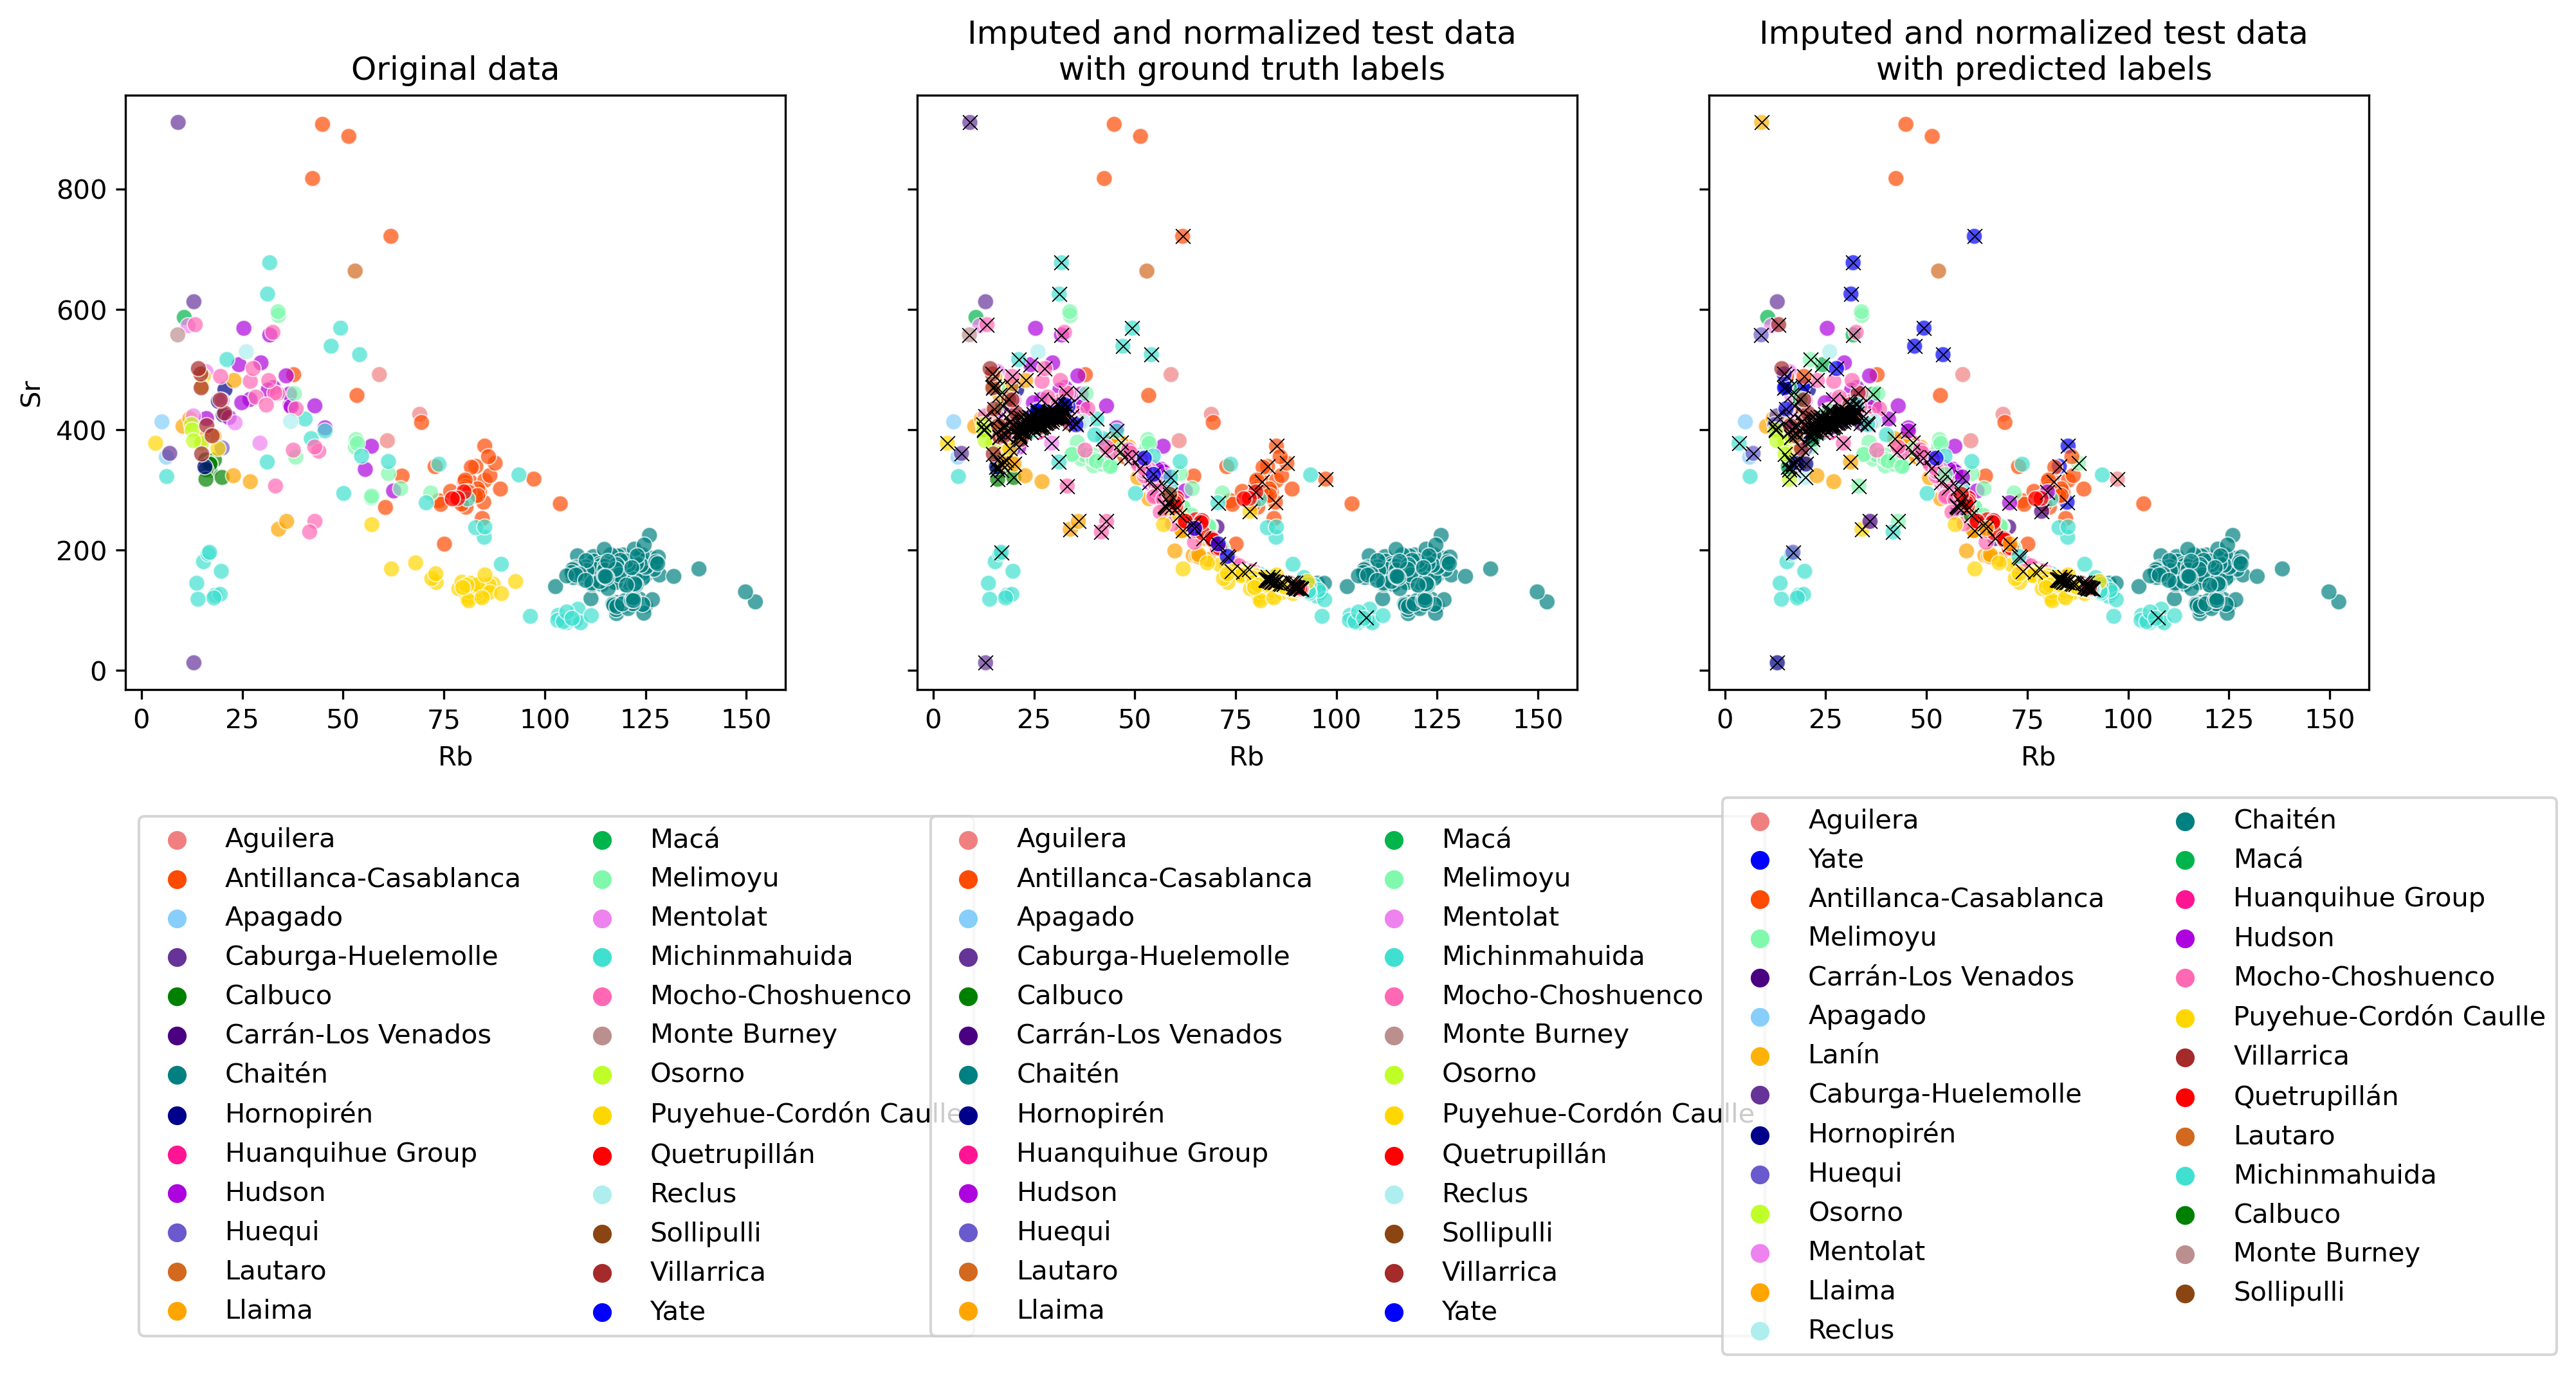 Original data
Imputed and normalized test data
with ground truth labels
Imputed and normalized test data
with predicted labels
Sr
800
600
400
200
0
0 25 50 75 100 125 150
Rb
0 25 50 75 100 125 150
Rb
0 25 50 75 100 125 150
Rb
Aguilera
Antillanca-Casablanca
Apagado
Caburga-Huelemolle
Calbuco
Carrán-Los Venados
Chaitén
Hornopirén
Huanquihue Group
Hudson
Huequi
Lautaro
Llaima
Macá
Melimoyu
Mentolat
Michinmahuida
Mocho-Choshuenco
Monte Burney
Osorno
Puyehue-Cordón Caulle
Quetrupillán
Reclus
Sollipulli
Villarrica
Yate
Aguilera
Antillanca-Casablanca
Apagado
Caburga-Huelemolle
Calbuco
Carrán-Los Venados
Chaitén
Hornopirén
Huanquihue Group
Hudson
Huequi
Lautaro
Llaima
Macá
Melimoyu
Mentolat
Michinmahuida
Mocho-Choshuenco
Monte Burney
Osorno
Puyehue-Cordón Caulle
Quetrupillán
Reclus
Sollipulli
Villarrica
Yate
Aguilera
Yate
Antillanca-Casablanca
Melimoyu
Carrán-Los Venados
Apagado
Lanín
Caburga-Huelemolle
Hornopirén
Huequi
Osorno
Mentolat
Llaima
Reclus
Chaitén
Macá
Huanquihue Group
Hudson
Mocho-Choshuenco
Puyehue-Cordón Caulle
Villarrica
Quetrupillán
Lautaro
Michinmahuida
Calbuco
Monte Burney
Sollipulli